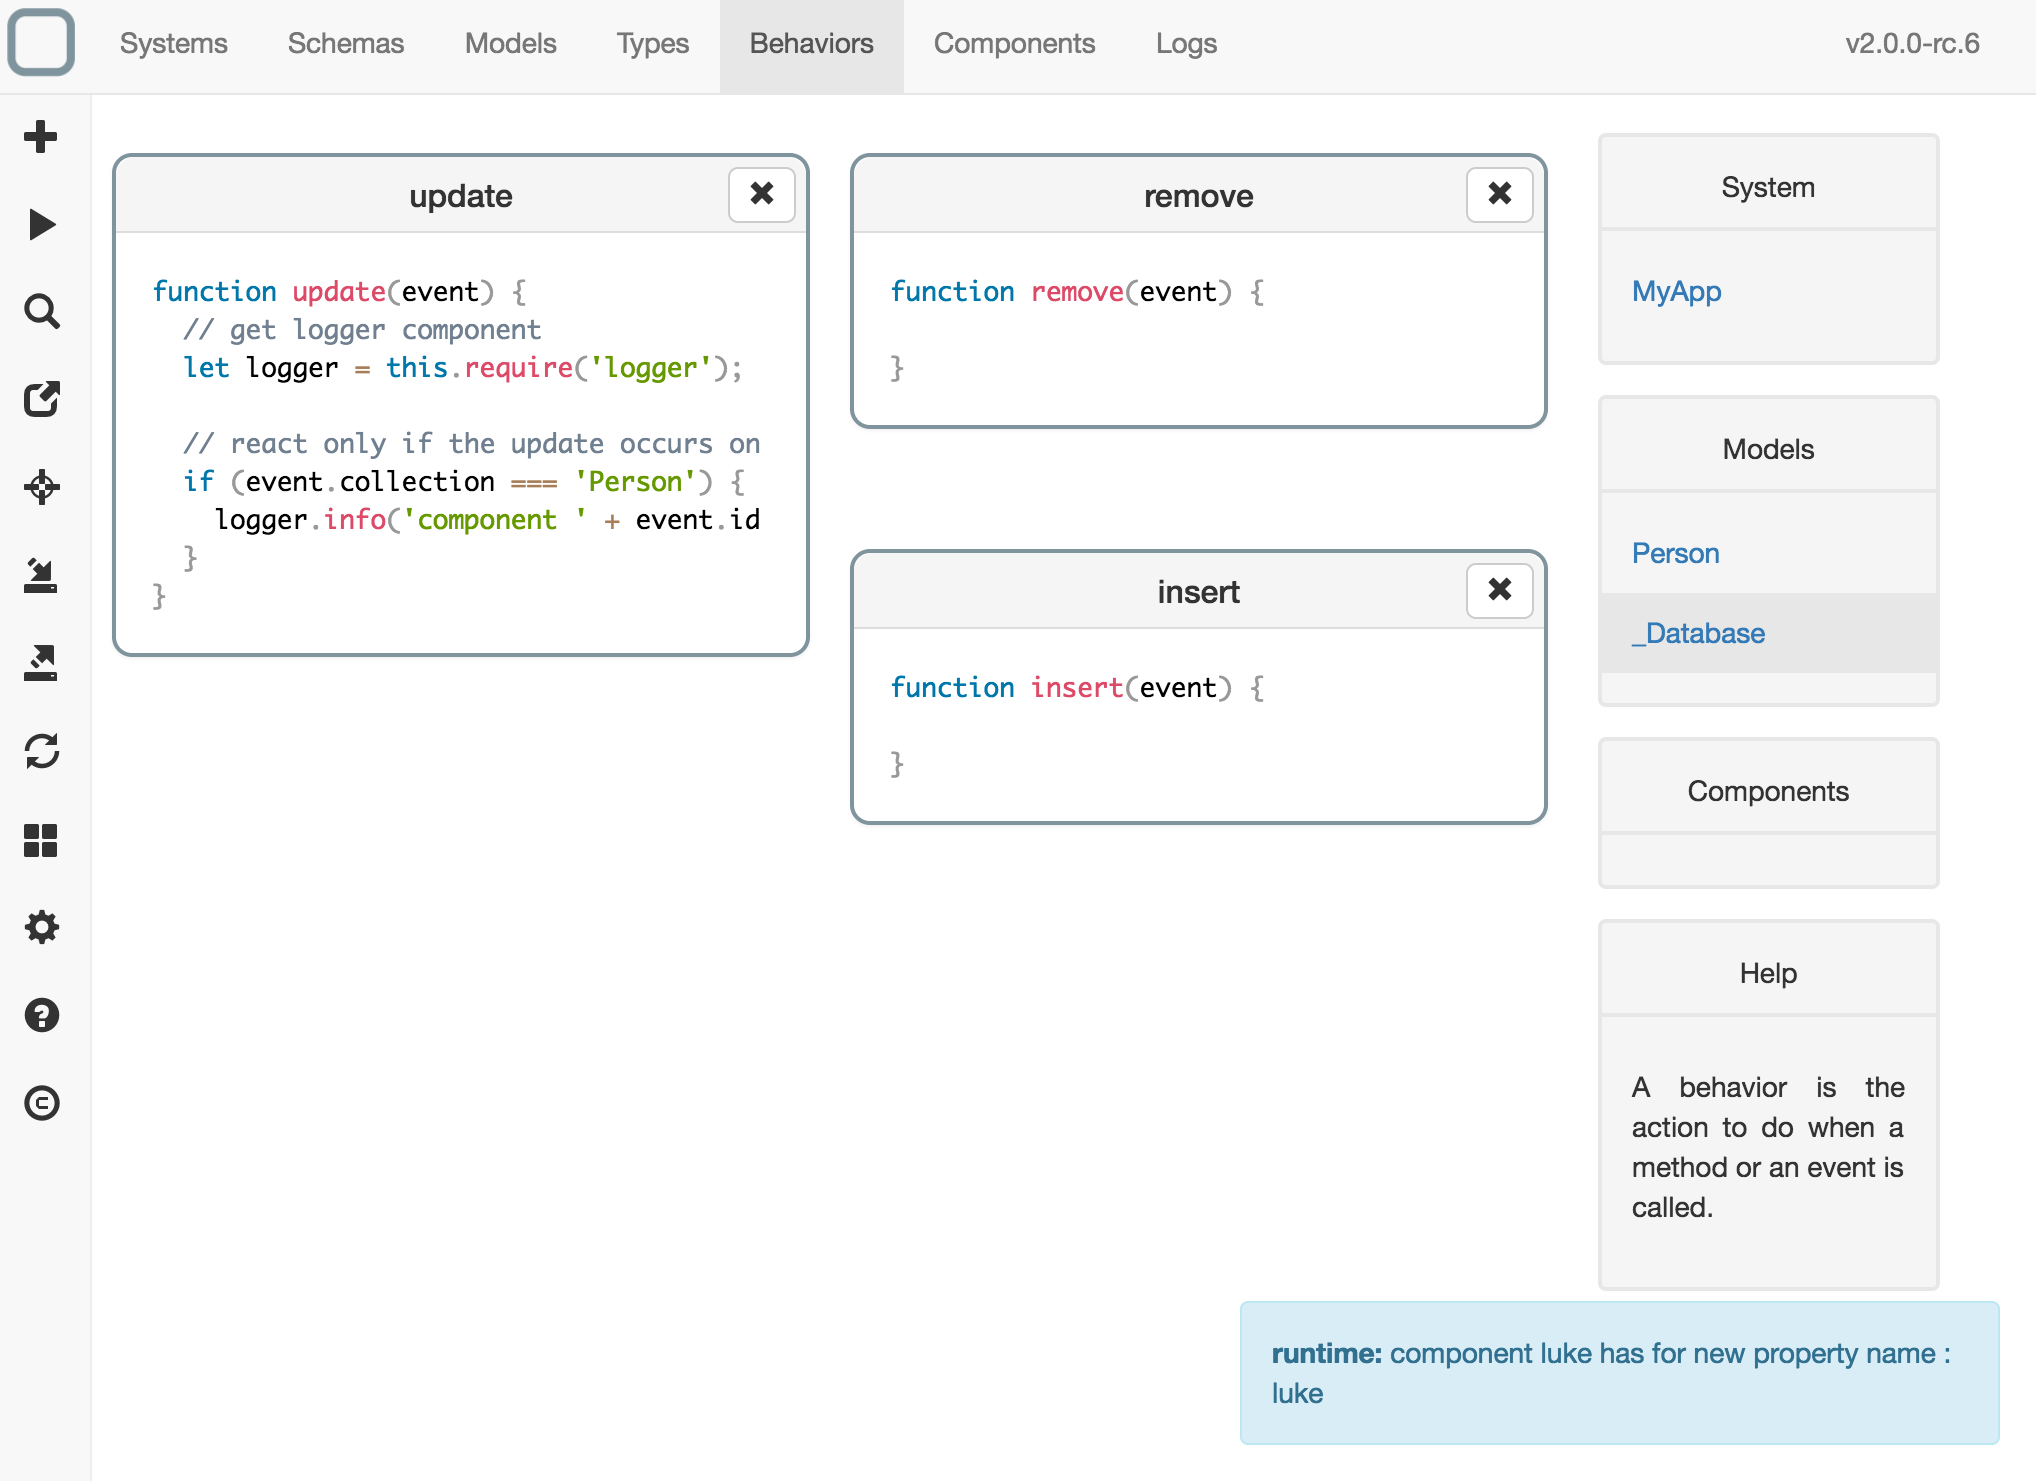 Systems Schemas Models Types Behaviors Components Logs v2.0.0-rc.6
update
function update(event) {
  // get logger component
  let logger = this.require('logger');

  // react only if the update occurs on
  if (event.collection === 'Person') {
    logger.info('component ' + event.id
  }
}
remove
function remove(event) {

}
insert
function insert(event) {

}
System
MyApp
Models
Person
_Database
Components
Help
A behavior is the
action to do when a
method or an event is
called.
runtime: component luke has for new property name :
luke